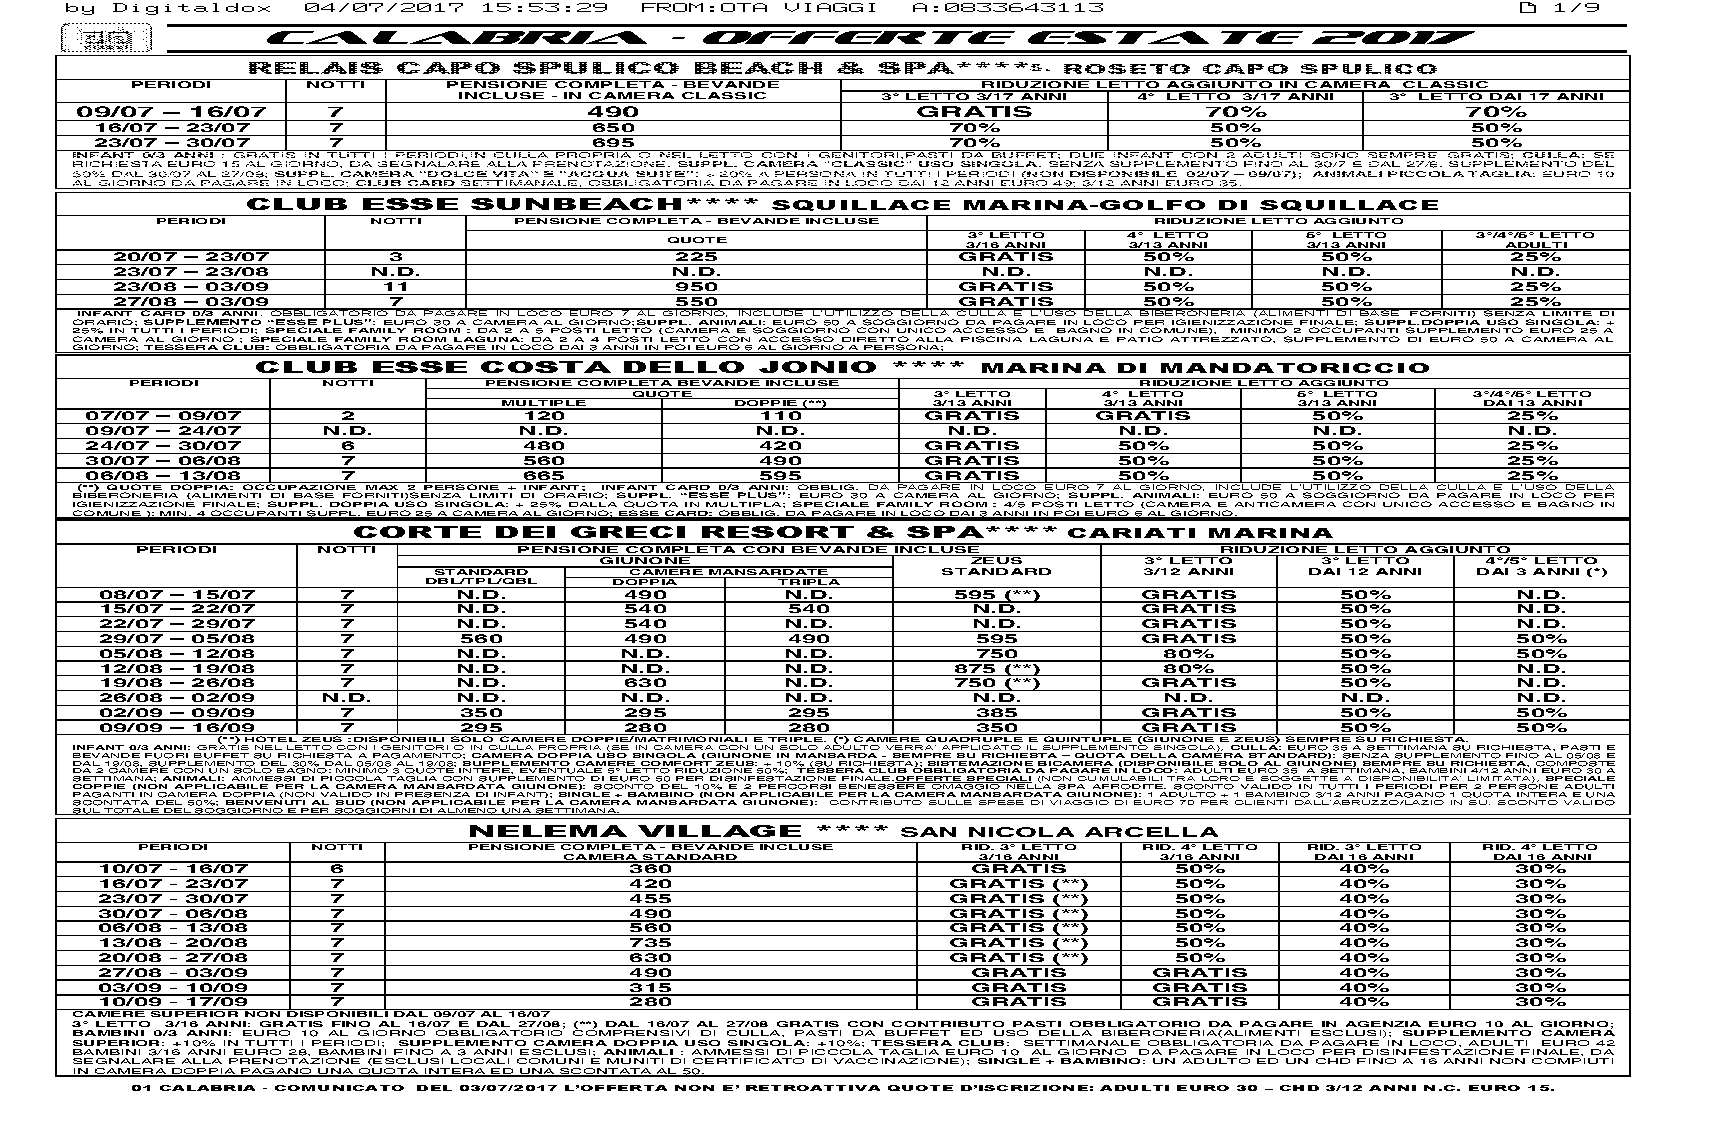 by Digitaldox 04/07/2017 15:53:29 FROM:OTA VIAGGI A:0833643113 1/9
CALABRIA - OFFERTE ESTATE 2017
RELAIS CAPO SPULICO BEACH & SPA****S. ROSETO CAPO SPULICO
PERIODI NOTTI PENSIONE COMPLETA - BEVANDE RIDUZIONE LETTO AGGIUNTO IN CAMERA CLASSIC
INCLUSE - IN CAMERA CLASSIC 3° LETTO 3/17 ANNI 4° LETTO 3/17 ANNI 3° LETTO DAI 17 ANNI
09/07 – 16/07 7 490 GRATIS 70% 70%
16/07 – 23/07 7 650 70% 50% 50%
23/07 – 30/07 7 695 70% 50% 50%
INFANT 0/3 ANNI : GRATIS IN TUTTI I PERIODI,IN CULLA PROPRIA O NEL LETTO CON I GENITORI,PASTI DA BUFFET; DUE INFANT CON 2 ADULTI SONO SEMPRE GRATIS; CULLA: SE
RICHIESTA EURO 15 AL GIORNO, DA SEGNALARE ALLA PRENOTAZIONE. SUPPL. CAMERA "CLASSIC" USO SINGOLA. SENZA SUPPLEMENTO FINO AL 30/7 E DAL 27/8. SUPPLEMENTO DEL
50% DAL 30/07 AL 27/08; SUPPL. CAMERA "DOLCE VITA" E "ACQUA SUITE": + 20% A PERSONA IN TUTTI I PERIODI (NON DISPONIBILE 02/07 – 09/07); ANIMALI PICCOLA TAGLIA: EURO 10
AL GIORNO DA PAGARE IN LOCO; CLUB CARD SETTIMANALE, OBBLIGATORIA DA PAGARE IN LOCO DAI 12 ANNI EURO 49; 3/12 ANNI EURO 35.
CLUB ESSE SUNBEACH**** SQUILLACE MARINA-GOLFO DI SQUILLACE
PERIODI NOTTI PENSIONE COMPLETA - BEVANDE INCLUSE RIDUZIONE LETTO AGGIUNTO
QUOTE 3° LETTO 4° LETTO 5° LETTO 3°/4°/5° LETTO
3/16 ANNI 3/13 ANNI 3/13 ANNI ADULTI
20/07 – 23/07 3 225 GRATIS 50% 50% 25%
23/07 – 23/08 N.D. N.D. N.D. N.D. N.D. N.D.
23/08 – 03/09 11 950 GRATIS 50% 50% 25%
27/08 – 03/09 7 550 GRATIS 50% 50% 25%
INFANT CARD 0/3 ANNI. OBBLIGATORIO DA PAGARE IN LOCO EURO 7 AL GIORNO, INCLUDE L'UTILIZZO DELLA CULLA E L'USO DELLA BIBERONERIA (ALIMENTI DI BASE FORNITI) SENZA LIMITE DI
ORARIO; SUPPLEMENTO "ESSE PLUS": EURO 30 A CAMERA AL GIORNO;SUPPL. ANIMALI: EURO 50 A SOGGIORNO DA PAGARE IN LOCO PER IGIENIZZAZIONE FINALE; SUPPL.DOPPIA USO SINGOLA: +
25% IN TUTTI I PERIODI; SPECIALE FAMILY ROOM : DA 2 A 5 POSTI LETTO (CAMERA E SOGGIORNO CON UNICO ACCESSO E BAGNO IN COMUNE). MINIMO 2 OCCUPANTI SUPPLEMENTO EURO 25 A
CAMERA AL GIORNO ; SPECIALE FAMILY ROOM LAGUNA: DA 2 A 4 POSTI LETTO CON ACCESSO DIRETTO ALLA PISCINA LAGUNA E PATIO ATTREZZATO, SUPPLEMENTO DI EURO 50 A CAMERA AL
GIORNO; TESSERA CLUB: OBBLIGATORIA DA PAGARE IN LOCO DAI 3 ANNI IN POI EURO 6 AL GIORNO A PERSONA;
CLUB ESSE COSTA DELLO JONIO **** MARINA DI MANDATORICCIO
PERIODI NOTTI PENSIONE COMPLETA BEVANDE INCLUSE RIDUZIONE LETTO AGGIUNTO
QUOTE 3° LETTO 4° LETTO 5° LETTO 3°/4°/5° LETTO
MULTIPLE DOPPIE (**) 3/13 ANNI 3/13 ANNI 3/13 ANNI DAI 13 ANNI
07/07 – 09/07 2 120 110 GRATIS GRATIS 50% 25%
09/07 – 24/07 N.D. N.D. N.D. N.D. N.D. N.D. N.D.
24/07 – 30/07 6 480 420 GRATIS 50% 50% 25%
30/07 – 06/08 7 560 490 GRATIS 50% 50% 25%
06/08 – 13/08 7 665 595 GRATIS 50% 50% 25%
(**) QUOTE DOPPIA: OCCUPAZIONE MAX 2 PERSONE + INFANT; INFANT CARD 0/3 ANNI: OBBLIG. DA PAGARE IN LOCO EURO 7 AL GIORNO, INCLUDE L'UTILIZZO DELLA CULLA E L'USO DELLA
BIBERONERIA (ALIMENTI DI BASE FORNITI)SENZA LIMITI DI ORARIO; SUPPL. "ESSE PLUS": EURO 30 A CAMERA AL GIORNO; SUPPL. ANIMALI: EURO 50 A SOGGIORNO DA PAGARE IN LOCO PER
IGIENIZZAZIONE FINALE; SUPPL. DOPPIA USO SINGOLA: + 25% DALLA QUOTA IN MULTIPLA; SPECIALE FAMILY ROOM : 4/5 POSTI LETTO (CAMERA E ANTICAMERA CON UNICO ACCESSO E BAGNO IN
COMUNE ): MIN. 4 OCCUPANTI SUPPL. EURO 25 A CAMERA AL GIORNO; ESSE CARD: OBBLIG. DA PAGARE IN LOCO DAI 3 ANNI IN POI EURO 6 AL GIORNO.
CORTE DEI GRECI RESORT & SPA**** CARIATI MARINA
PERIODI NOTTI PENSIONE COMPLETA CON BEVANDE INCLUSE RIDUZIONE LETTO AGGIUNTO
GIUNONE ZEUS 3° LETTO 3° LETTO 4°/5° LETTO
STANDARD CAMERE MANSARDATE STANDARD 3/12 ANNI DAI 12 ANNI DAI 3 ANNI (*)
DBL/TPL/QBL DOPPIA TRIPLA
08/07 – 15/07 7 N.D. 490 N.D. 595 (**) GRATIS 50% N.D.
15/07 – 22/07 7 N.D. 540 540 N.D. GRATIS 50% N.D.
22/07 – 29/07 7 N.D. 540 N.D. N.D. GRATIS 50% N.D.
29/07 – 05/08 7 560 490 490 595 GRATIS 50% 50%
05/08 – 12/08 7 N.D. N.D. N.D. 750 80% 50% 50%
12/08 – 19/08 7 N.D. N.D. N.D. 875 (**) 80% 50% N.D.
19/08 – 26/08 7 N.D. 630 N.D. 750 (**) GRATIS 50% N.D.
26/08 – 02/09 N.D. N.D. N.D. N.D. N.D. N.D. N.D. N.D.
02/09 – 09/09 7 350 295 295 385 GRATIS 50% 50%
09/09 – 16/09 7 295 280 280 350 GRATIS 50% 50%
(**) HOTEL ZEUS :DISPONIBILI SOLO CAMERE DOPPIE/MATRIMONIALI E TRIPLE. (*) CAMERE QUADRUPLE E QUINTUPLE (GIUNONE E ZEUS) SEMPRE SU RICHIESTA.
INFANT 0/3 ANNI: GRATIS NEL LETTO CON I GENITORI O IN CULLA PROPRIA (SE IN CAMERA CON UN SOLO ADULTO VERRA' APPLICATO IL SUPPLEMENTO SINGOLA), CULLA: EURO 35 A SETTIMANA SU RICHIESTA, PASTI E
BEVANDE FUORI BUFFET SU RICHIESTA A PAGAMENTO; CAMERA DOPPIA USO SINGOLA (GIUNONE IN MANSARDA) - SEMPRE SU RICHIESTA – QUOTA DELLA CAMERA STANDARD): SENZA SUPPLEMENTO FINO AL 05/08 E
DAL 19/08, SUPPLEMENTO DEL 30% DAL 05/08 AL 19/08; SUPPLEMENTO CAMERE COMFORT ZEUS: + 10% (SU RICHIESTA); SISTEMAZIONE BICAMERE (DISPONIBILE SOLO AL GIUNONE) SEMPRE SU RICHIESTA, COMPOSTE
DA 2 CAMERE CON UN SOLO BAGNO: MINIMO 3 QUOTE INTERE, EVENTUALE 5° LETTO RIDUZIONE 50%; TESSERA CLUB OBBLIGATORIA DA PAGARE IN LOCO: ADULTI EURO 35 A SETTIMANA, BAMBINI 4/12 ANNI EURO 30 A
SETTIMANA; ANIMALI: AMMESSI DI PICCOLA TAGLIA CON SUPPLEMENTO DI EURO 50 PER DISINFESTAZIONE FINALE.OFFERTE SPECIALI (NON CUMULABILI TRA LORO E SOGGETTE A DISPONIBILITA' LIMITATA). SPECIALE
COPPIE (NON APPLICABILE PER LA CAMERA MANSARDATA GIUNONE): SCONTO DEL 10% E 2 PERCORSI BENESSERE OMAGGIO NELLA SPA AFRODITE. SCONTO VALIDO IN TUTTI I PERIODI PER 2 PERSONE ADULTI
PAGANTI IN CAMERA DOPPIA (NON VALIDO IN PRESENZA DI INFANT); SINGLE + BAMBINO (NON APPLICABILE PER LA CAMERA MANSARDATA GIUNONE): 1 ADULTO + 1 BAMBINO 3/12 ANNI PAGANO 1 QUOTA INTERA E UNA
SCONTATA DEL 50%; BENVENUTI AL SUD (NON APPLICABILE PER LA CAMERA MANSARDATA GIUNONE): CONTRIBUTO SULLE SPESE DI VIAGGIO DI EURO 70 PER CLIENTI DALL'ABRUZZO/LAZIO IN SU. SCONTO VALIDO
SUL TOTALE DEL SOGGIORNO E PER SOGGIORNI DI ALMENO UNA SETTIMANA.
NELEMA VILLAGE **** SAN NICOLA ARCELLA
PERIODI NOTTI PENSIONE COMPLETA - BEVANDE INCLUSE RID. 3° LETTO RID. 4° LETTO RID. 3° LETTO RID. 4° LETTO
CAMERA STANDARD 3/16 ANNI 3/16 ANNI DAI 16 ANNI DAI 16 ANNI
10/07 - 16/07 6 360 GRATIS 50% 40% 30%
16/07 - 23/07 7 420 GRATIS (**) 50% 40% 30%
23/07 - 30/07 7 455 GRATIS (**) 50% 40% 30%
30/07 - 06/08 7 490 GRATIS (**) 50% 40% 30%
06/08 - 13/08 7 560 GRATIS (**) 50% 40% 30%
13/08 - 20/08 7 735 GRATIS (**) 50% 40% 30%
20/08 - 27/08 7 630 GRATIS (**) 50% 40% 30%
27/08 - 03/09 7 490 GRATIS GRATIS 40% 30%
03/09 - 10/09 7 315 GRATIS GRATIS 40% 30%
10/09 - 17/09 7 280 GRATIS GRATIS 40% 30%
CAMERE SUPERIOR NON DISPONIBILI DAL 09/07 AL 16/07
3° LETTO 3/16 ANNI: GRATIS FINO AL 16/07 E DAL 27/08; (**) DAL 16/07 AL 27/08 GRATIS CON CONTRIBUTO PASTI OBBLIGATORIO DA PAGARE IN AGENZIA EURO 10 AL GIORNO;
BAMBINI 0/3 ANNI: EURO 10 AL GIORNO OBBLIGATORIO COMPRENSIVI DI CULLA, PASTI DA BUFFET ED USO DELLA BIBERONERIA(ALIMENTI ESCLUSI); SUPPLEMENTO CAMERA
SUPERIOR: +10% IN TUTTI I PERIODI; SUPPLEMENTO CAMERA DOPPIA USO SINGOLA: +10%; TESSERA CLUB: SETTIMANALE OBBLIGATORIA DA PAGARE IN LOCO, ADULTI EURO 42
BAMBINI 3/16 ANNI EURO 28, BAMBINI FINO A 3 ANNI ESCLUSI; ANIMALI : AMMESSI DI PICCOLA TAGLIA EURO 10 AL GIORNO DA PAGARE IN LOCO PER DISINFESTAZIONE FINALE, DA
SEGNALARE ALLA PRENOTAZIONE (ESCLUSI LOCALI COMUNI E MUNITI DI CERTIFICATO DI VACCINAZIONE); SINGLE + BAMBINO: UN ADULTO ED UN CHD FINO A 16 ANNI NON COMPIUTI
IN CAMERA DOPPIA PAGANO UNA QUOTA INTERA ED UNA SCONTATA AL 50.
01 CALABRIA - COMUNICATO DEL 03/07/2017 L'OFFERTA NON E' RETROATTIVA QUOTE D'ISCRIZIONE: ADULTI EURO 30 – CHD 3/12 ANNI N.C. EURO 15.